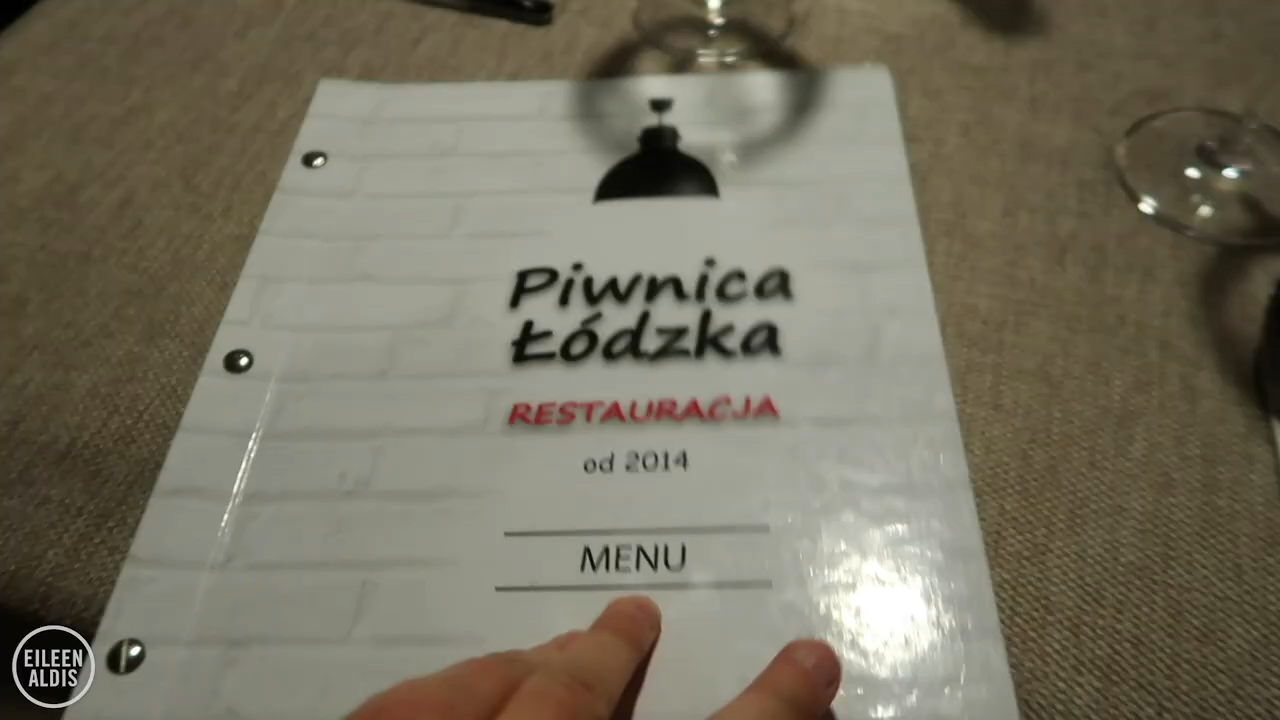 Piwnica
Łódzka
RESTAURACJA
od 2014
MENU
EILEEN
ALDIS